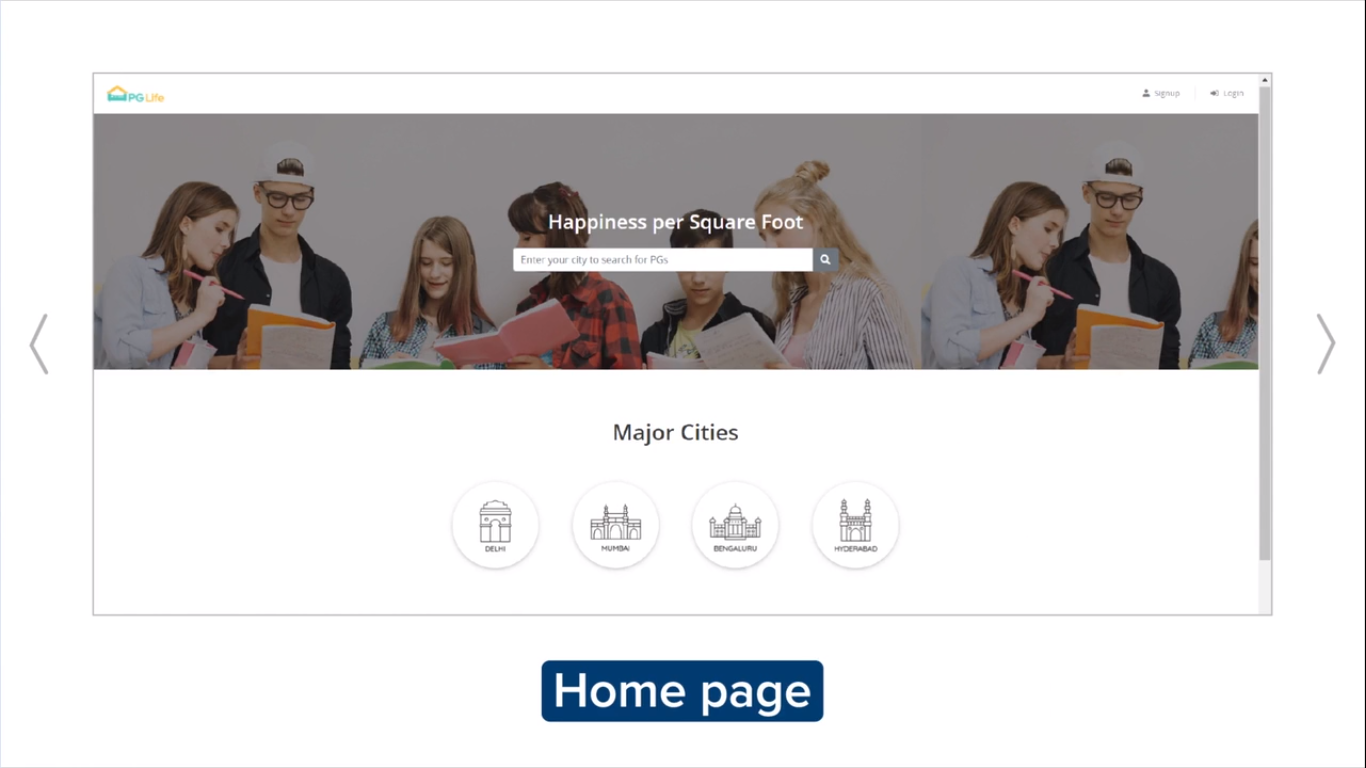 PG Life
Signup
Login
Happiness per Square Foot
Enter your city to search for PGs
Major Cities
DELHI
MUMBAI
BENGALURU
HYDERABAD
Home page